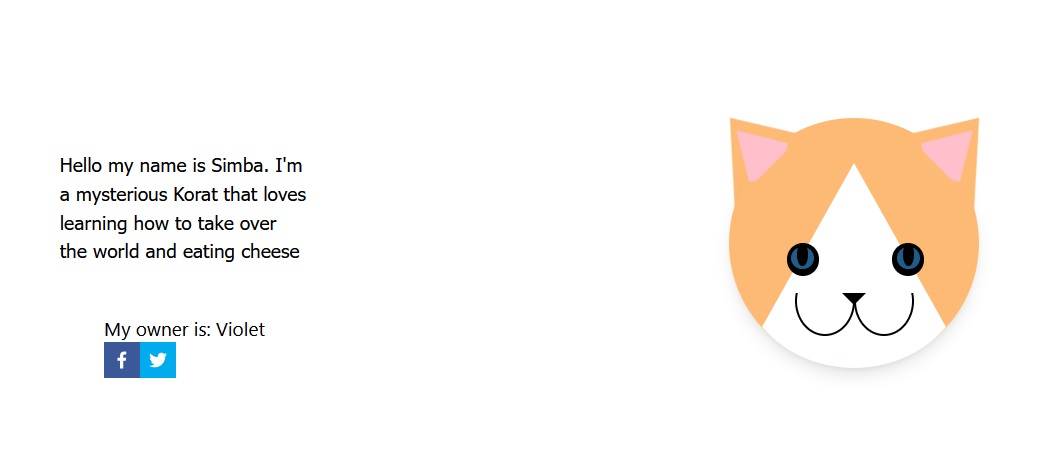 Hello my name is Simba. I'm
a mysterious Korat that loves
learning how to take over
the world and eating cheese
My owner is: Violet